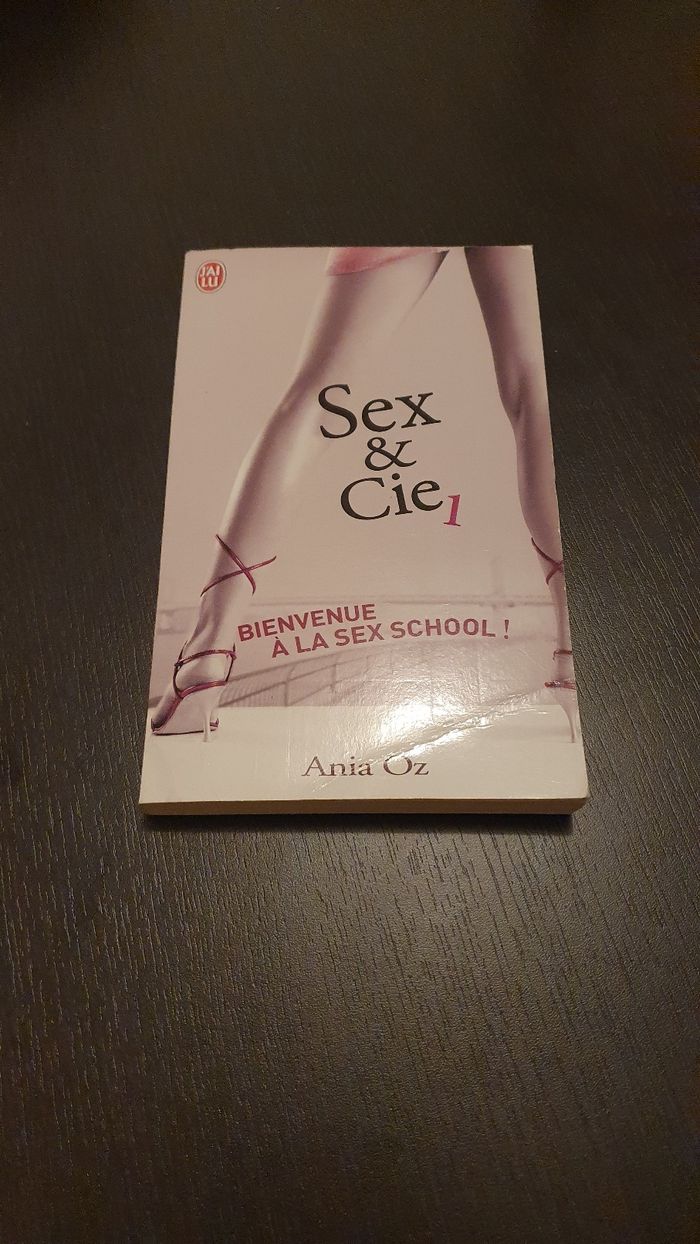 J'AI
LU
Sex
&
Cie 1
BIENVENUE
À LA SEX SCHOOL !
Ania Oz